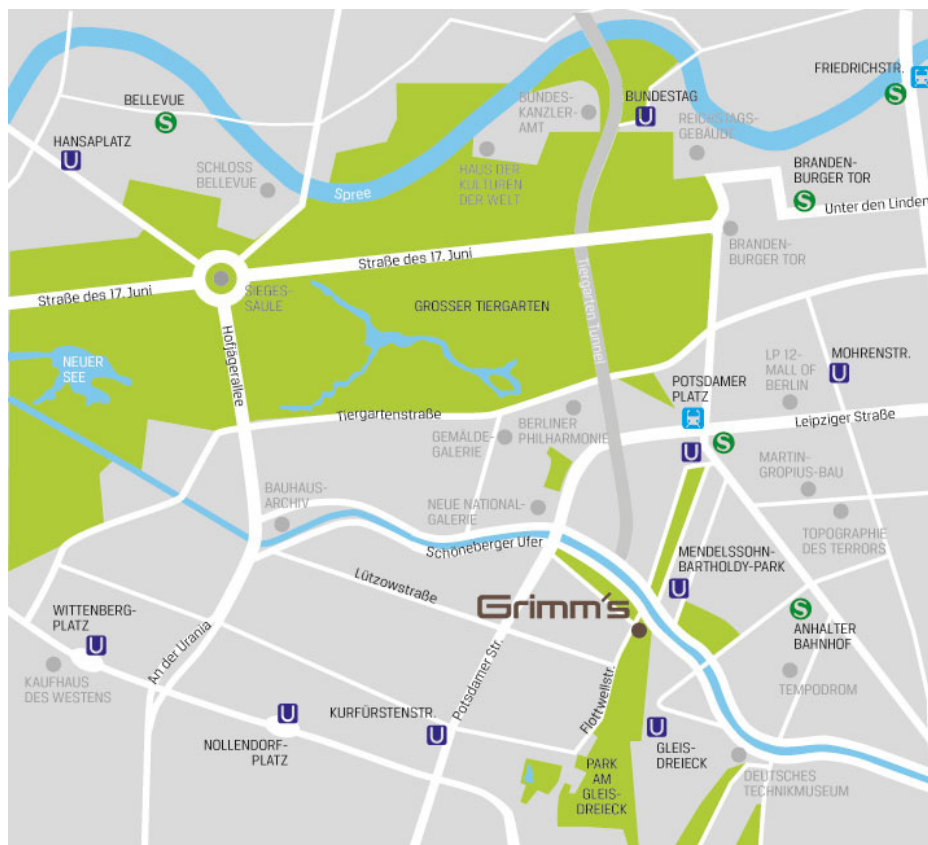 FRIEDRICHSTR.
S
BELLEVUE
S
BUNDES-
KANZLER-
AMT
BUNDESTAG
U
REICHSTAGS-
GEBÄUDE
HANSAPLATZ
U
SCHLOSS
BELLEVUE
HAUS DER
KULTUREN
DER WELT
BRANDEN-
BURGER TOR
S
Spree
Unter den Linden
BRANDEN-
BURGER TOR
Straße des 17. Juni
Straße des 17. Juni
SIEGES-
SÄULE
Tiergarten Tunnel
GROSSER TIERGARTEN
Hofjägerallee
NEUER
SEE
LP 12-
MALL OF
BERLIN
MOHRENSTR.
U
POTSDAMER
PLATZ
Tiergartenstraße
BERLINER
PHILHARMONIE
Leipziger Straße
GEMÄLDE-
GALERIE
U
S
MARTIN-
GROPIUS-BAU
BAUHAUS-
ARCHIV
NEUE NATIONAL-
GALERIE
TOPOGRAPHIE
DES TERRORS
Schöneberger Ufer
MENDELSSOHN-
BARTHOLDY-PARK
U
Lützowstraße
Grimm's
S
ANHALTER
BAHNHOF
WITTENBERG-
PLATZ
U
An der Urania
KAUFHAUS
DES WESTENS
Potsdamer Str.
Flottwellstr.
TEMPODROM
U
NOLLENDORF-
PLATZ
KURFÜRSTENSTR.
U
U
GLEIS-
DREIECK
PARK
AM
GLEIS-
DREIECK
DEUTSCHES
TECHNIKMUSEUM